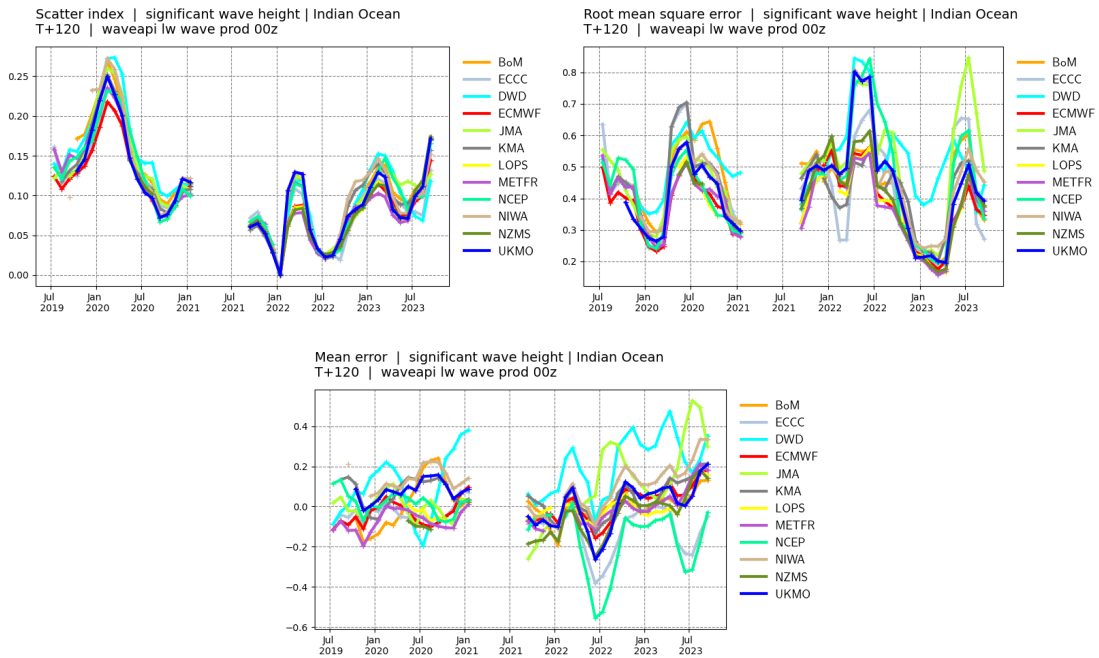 Scatter index | significant wave height | Indian Ocean
T+120 | waveapi lw wave prod 00z
0.25
0.20
0.15
0.10
0.05
0.00
Jul 2019
Jan 2020
Jul 2020
Jan 2021
Jul 2021
Jan 2022
Jul 2022
Jan 2023
Jul 2023
BoM
ECCC
DWD
ECMWF
JMA
KMA
LOPS
METFR
NCEP
NIWA
NZMS
UKMO
Root mean square error | significant wave height | Indian Ocean
T+120 | waveapi lw wave prod 00z
0.8
0.7
0.6
0.5
0.4
0.3
0.2
Jul 2019
Jan 2020
Jul 2020
Jan 2021
Jul 2021
Jan 2022
Jul 2022
Jan 2023
Jul 2023
BoM
ECCC
DWD
ECMWF
JMA
KMA
LOPS
METFR
NCEP
NIWA
NZMS
UKMO
Mean error | significant wave height | Indian Ocean
T+120 | waveapi lw wave prod 00z
0.4
0.2
0.0
−0.2
−0.4
−0.6
Jul 2019
Jan 2020
Jul 2020
Jan 2021
Jul 2021
Jan 2022
Jul 2022
Jan 2023
Jul 2023
BoM
ECCC
DWD
ECMWF
JMA
KMA
LOPS
METFR
NCEP
NIWA
NZMS
UKMO